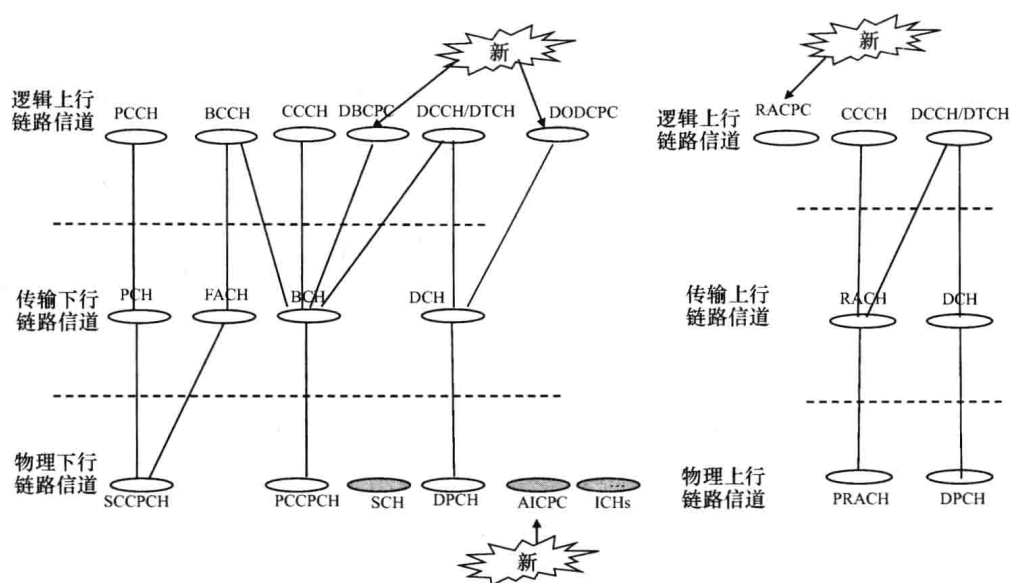 新
新
逻辑上行
链路信道
PCCH
BCCH
CCCH
DBCPC
DCCH/DTCH
DODCPC
逻辑上行
链路信道
RACPC
CCCH
DCCH/DTCH
传输下行
链路信道
PCH
FACH
BCH
DCH
传输上行
链路信道
RACH
DCH
物理下行
链路信道
SCCPCH
PCCPCH
SCH
DPCH
AICPC
...
ICHs
物理上行
链路信道
PRACH
DPCH
新